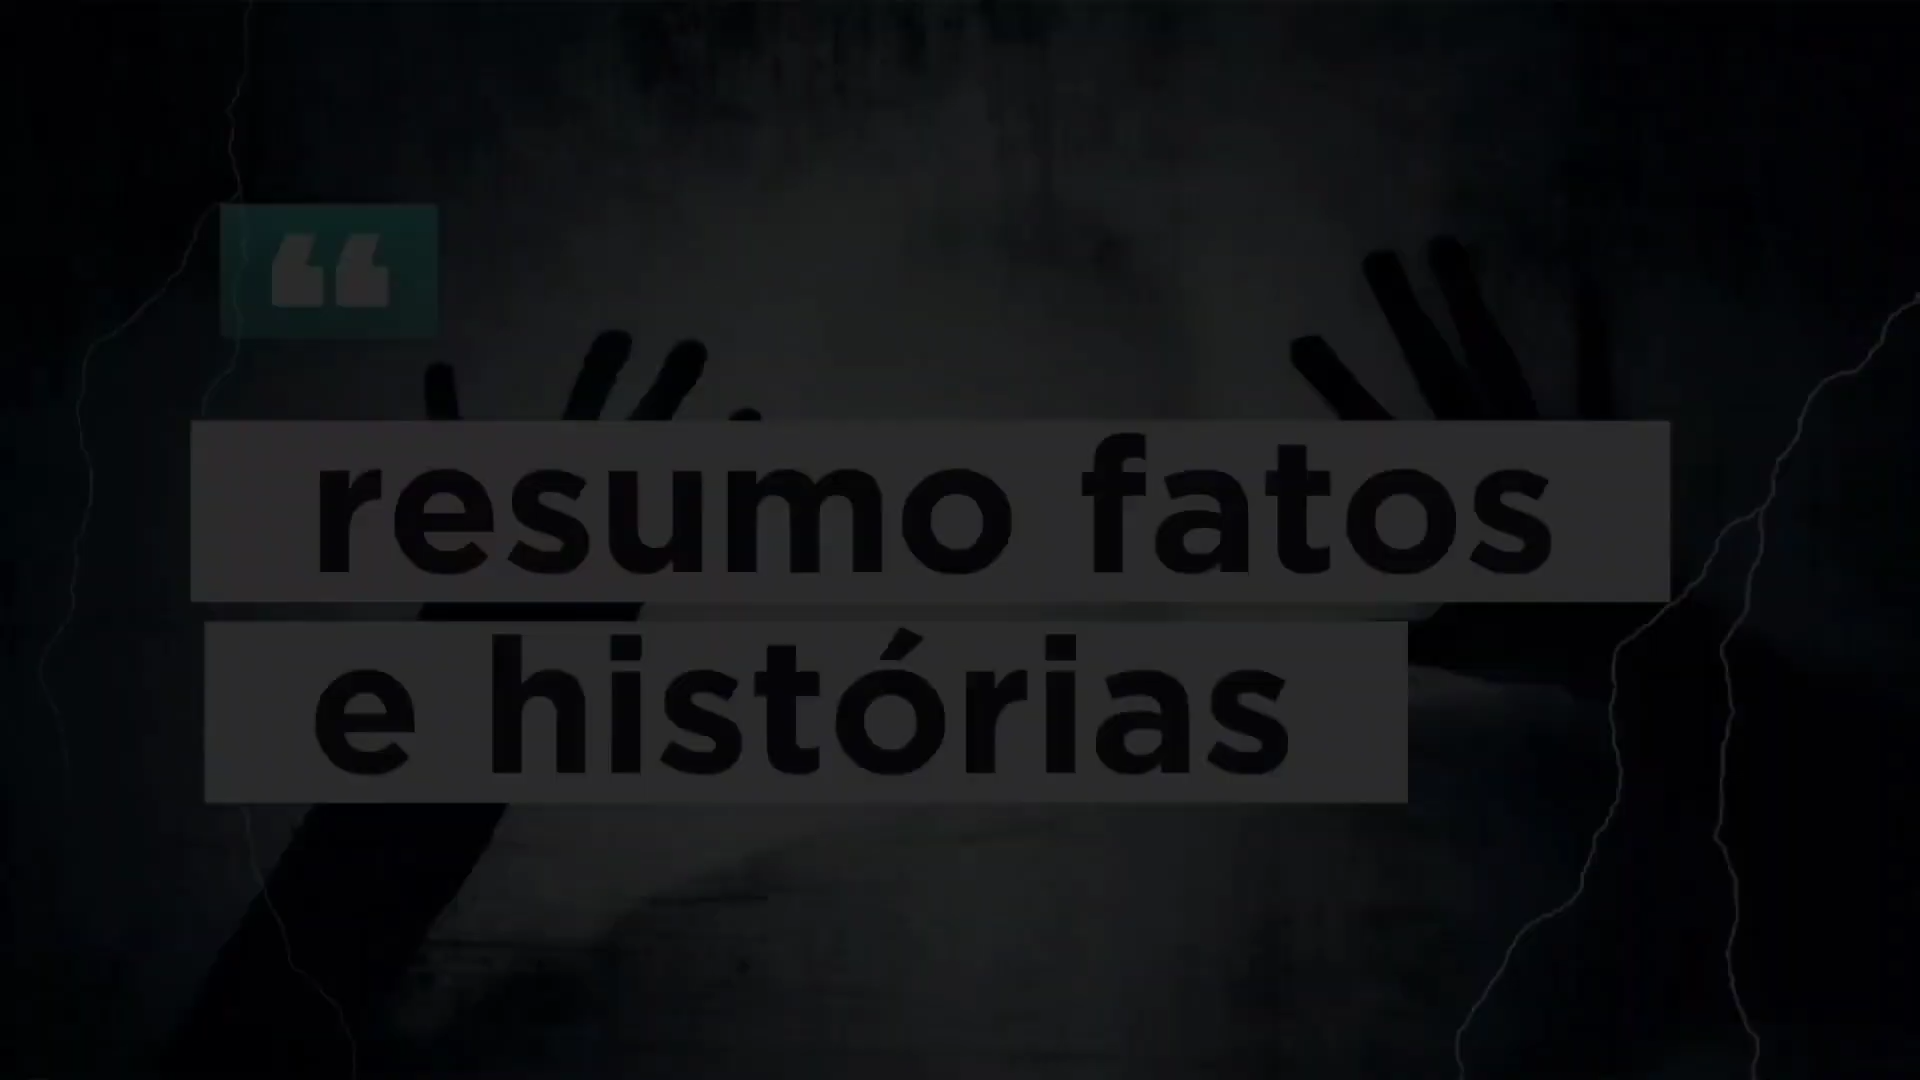 “
resumo fatos
e histórias